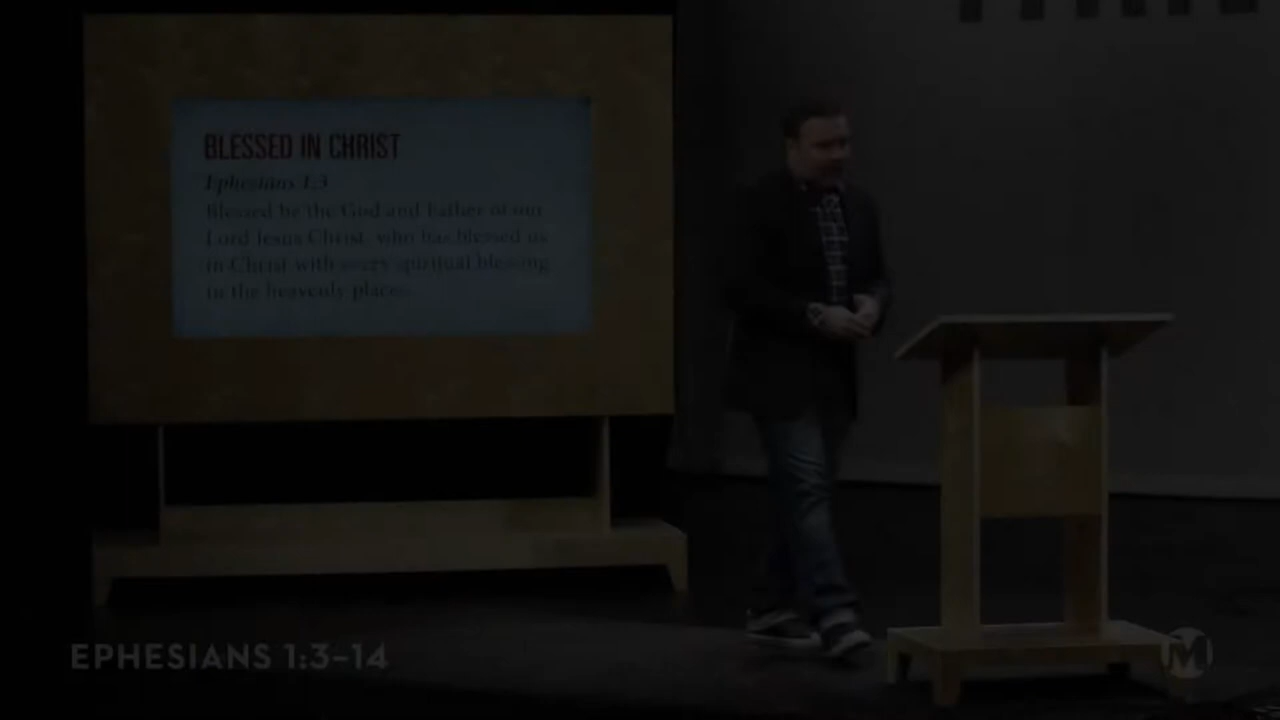 BLESSED IN CHRIST
Ephesians 1:3
Blessed be the God and Father of our
Lord Jesus Christ, who has blessed us
in Christ with every spiritual blessing
in the heavenly places.
EPHESIANS 1:3–14
M